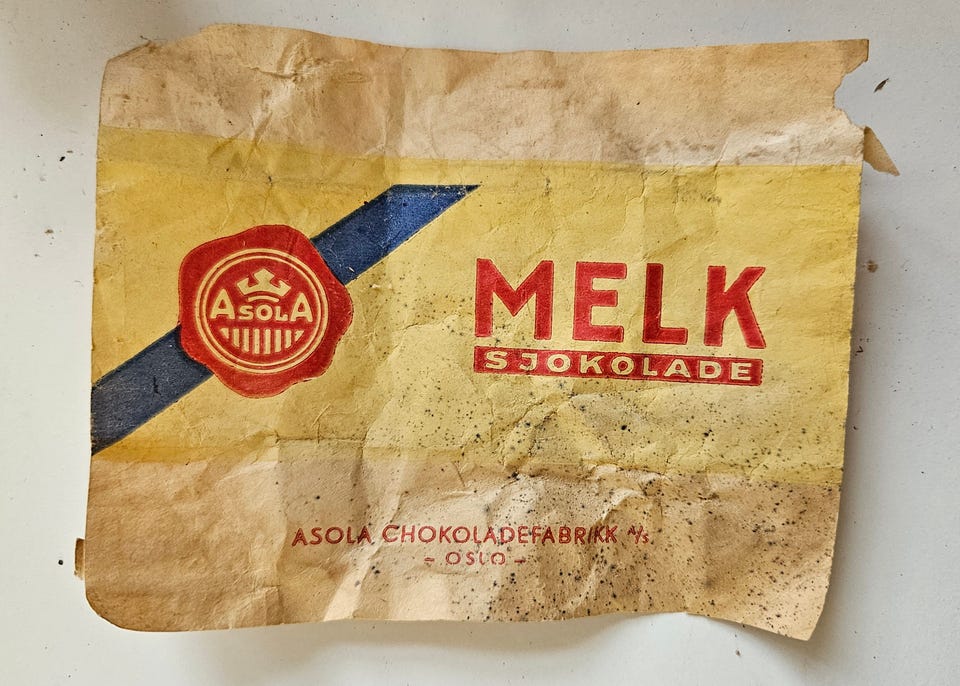 ASOLA
MELK
SJOKOLADE
ASOLA CHOKOLADEFABRIKK A/s
- OSLO -